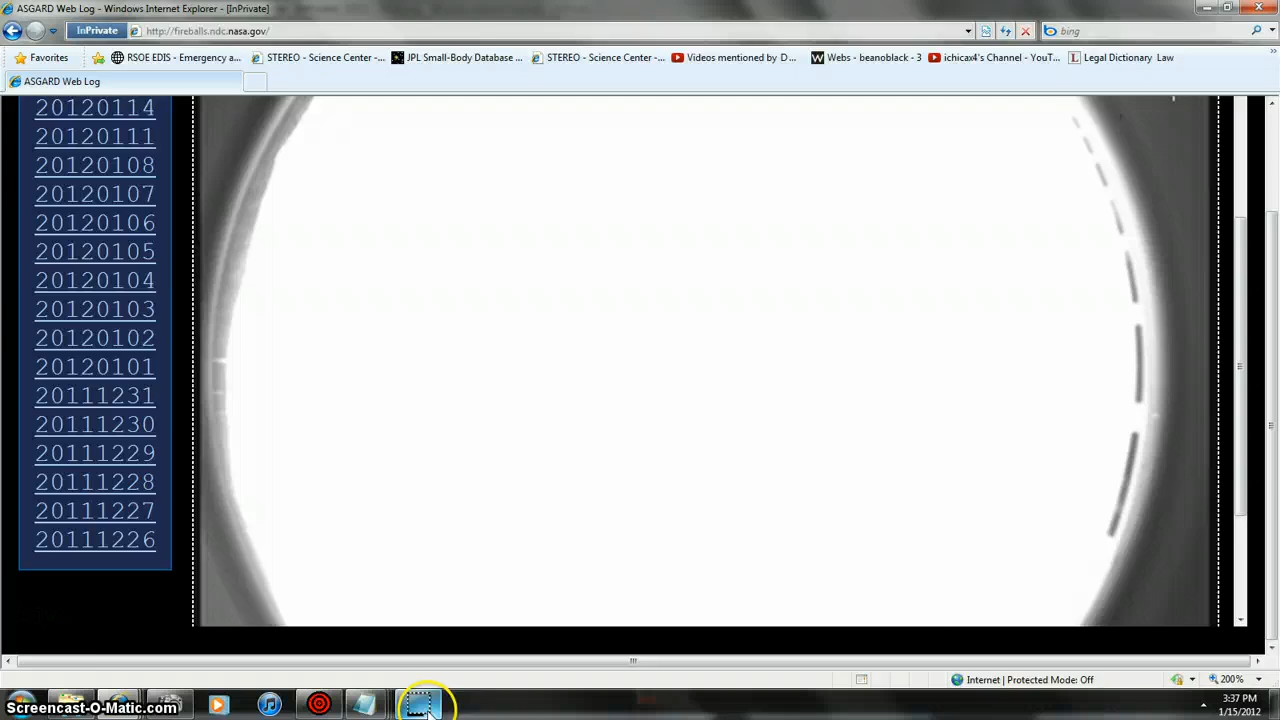 ASGARD Web Log - Windows Internet Explorer - [InPrivate]
InPrivate http://fireballs.ndc.nasa.gov/ bing
Favorites RSOE EDIS - Emergency a... STEREO - Science Center -... JPL Small-Body Database ... STEREO - Science Center -... Videos mentioned by D ... Webs - beanoblack - 3 ichicax4's Channel - YouT... Legal Dictionary Law
ASGARD Web Log
20120114
20120111
20120108
20120107
20120106
20120105
20120104
20120103
20120102
20120101
20111231
20111230
20111229
20111228
20111227
20111226
Internet | Protected Mode: Off 200%
Screencast-O-Matic.com
3:37 PM
1/15/2012